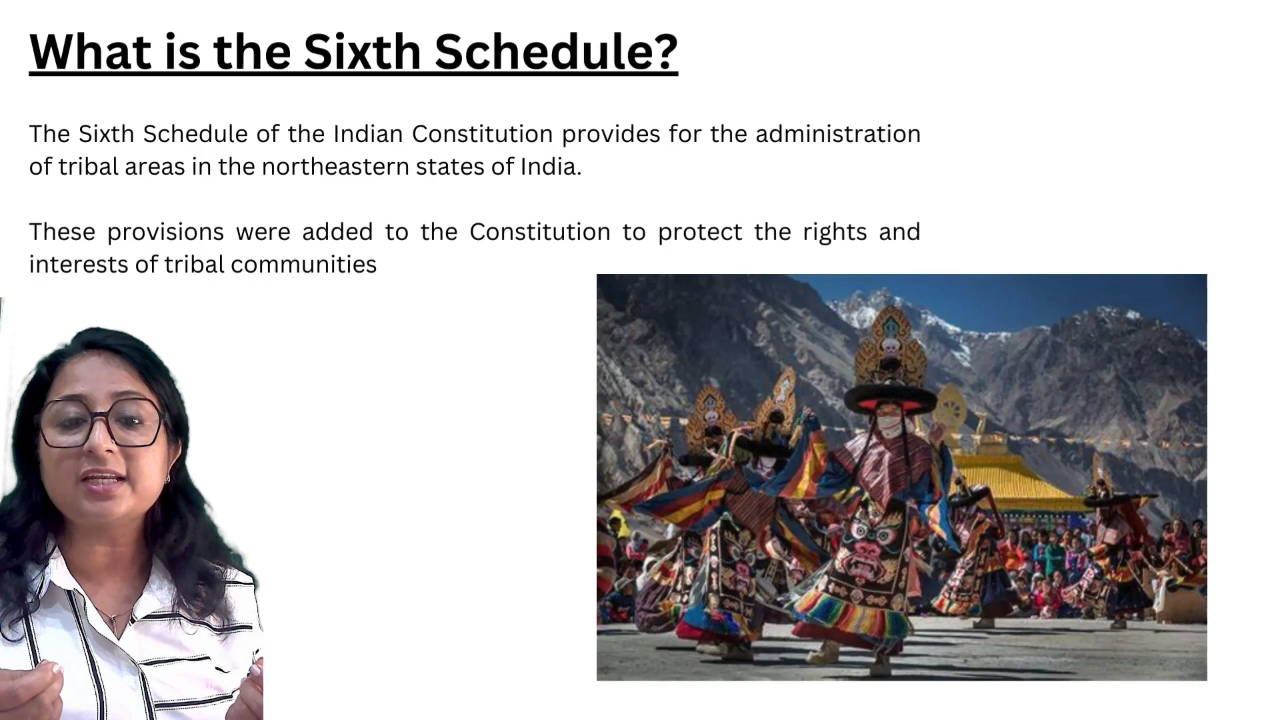 What is the Sixth Schedule?
The Sixth Schedule of the Indian Constitution provides for the administration
of tribal areas in the northeastern states of India.
These provisions were added to the Constitution to protect the rights and
interests of tribal communities